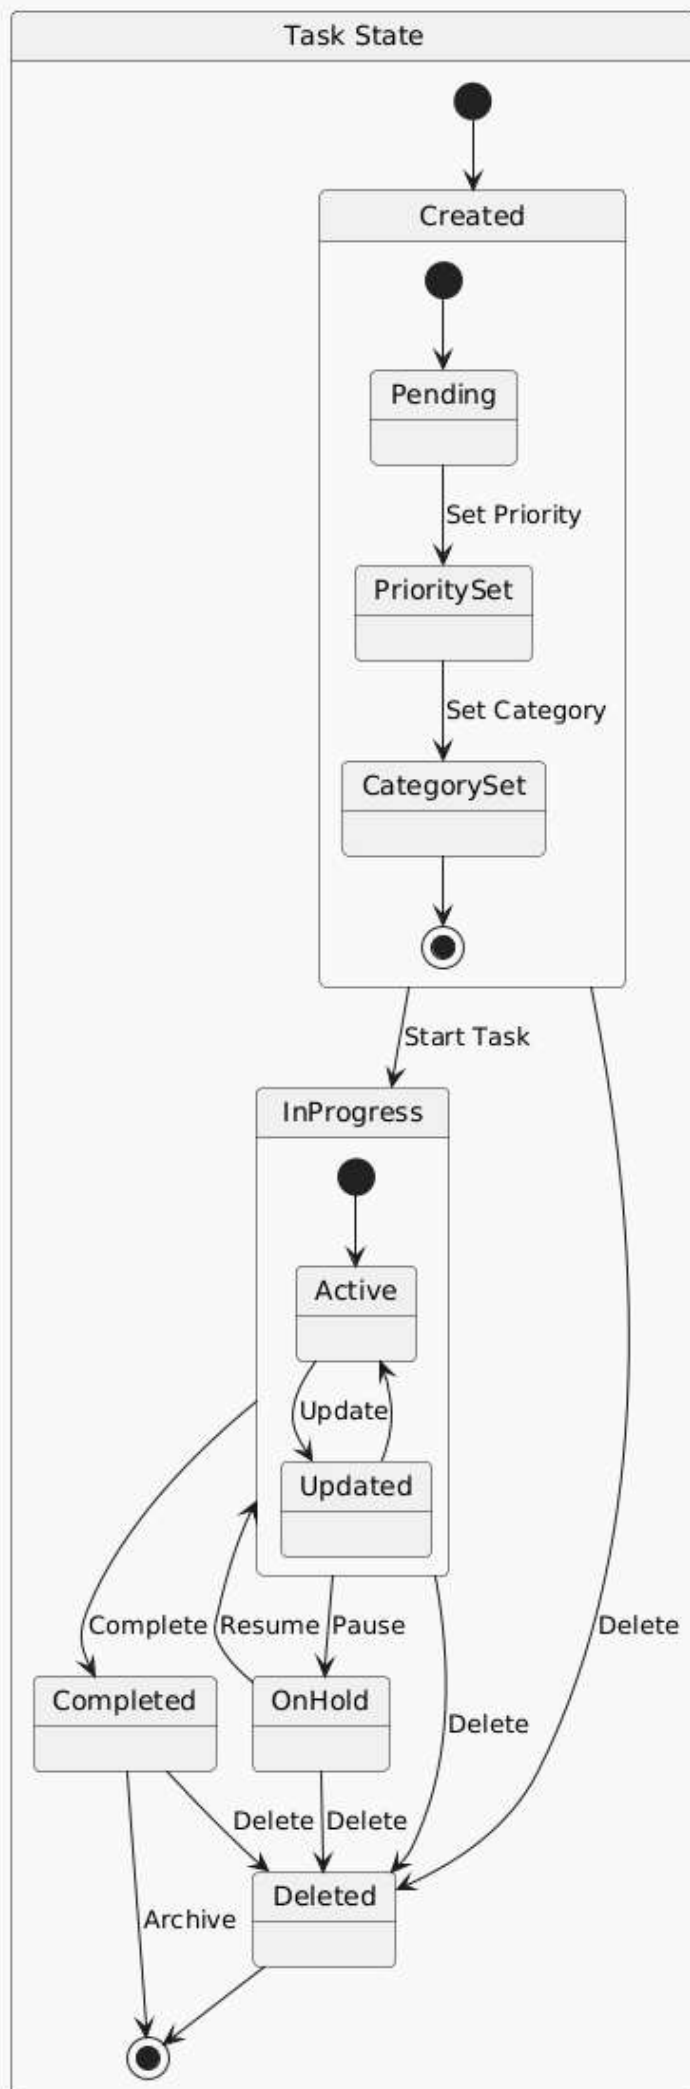 Task State
Created
Pending
Set Priority
PrioritySet
Set Category
CategorySet
Start Task
InProgress
Active
Update
Updated
Complete
Resume
Pause
Delete
Completed
OnHold
Delete
Delete
Delete
Deleted
Archive